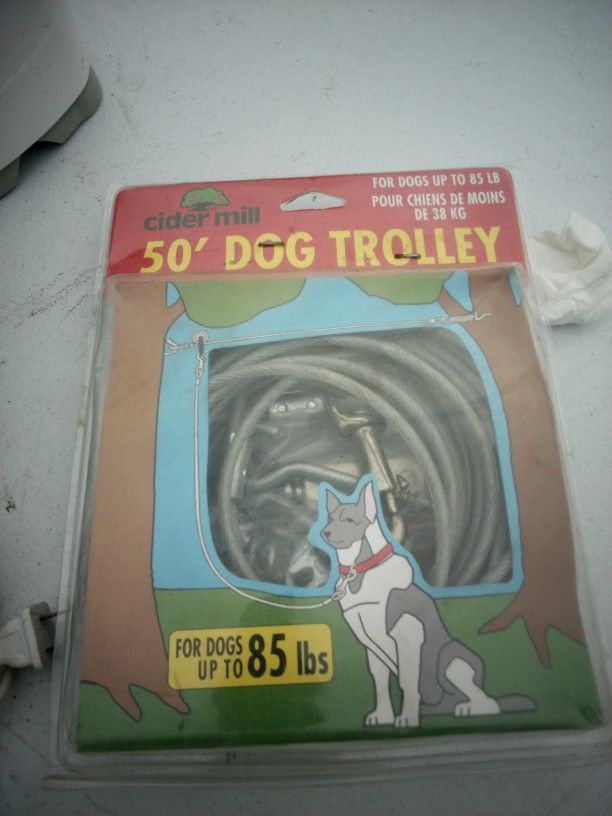 cider mill
FOR DOGS UP TO 85 LB
POUR CHIENS DE MOINS
DE 38 KG
50' DOG TROLLEY
FOR DOGS
UP TO 85 lbs